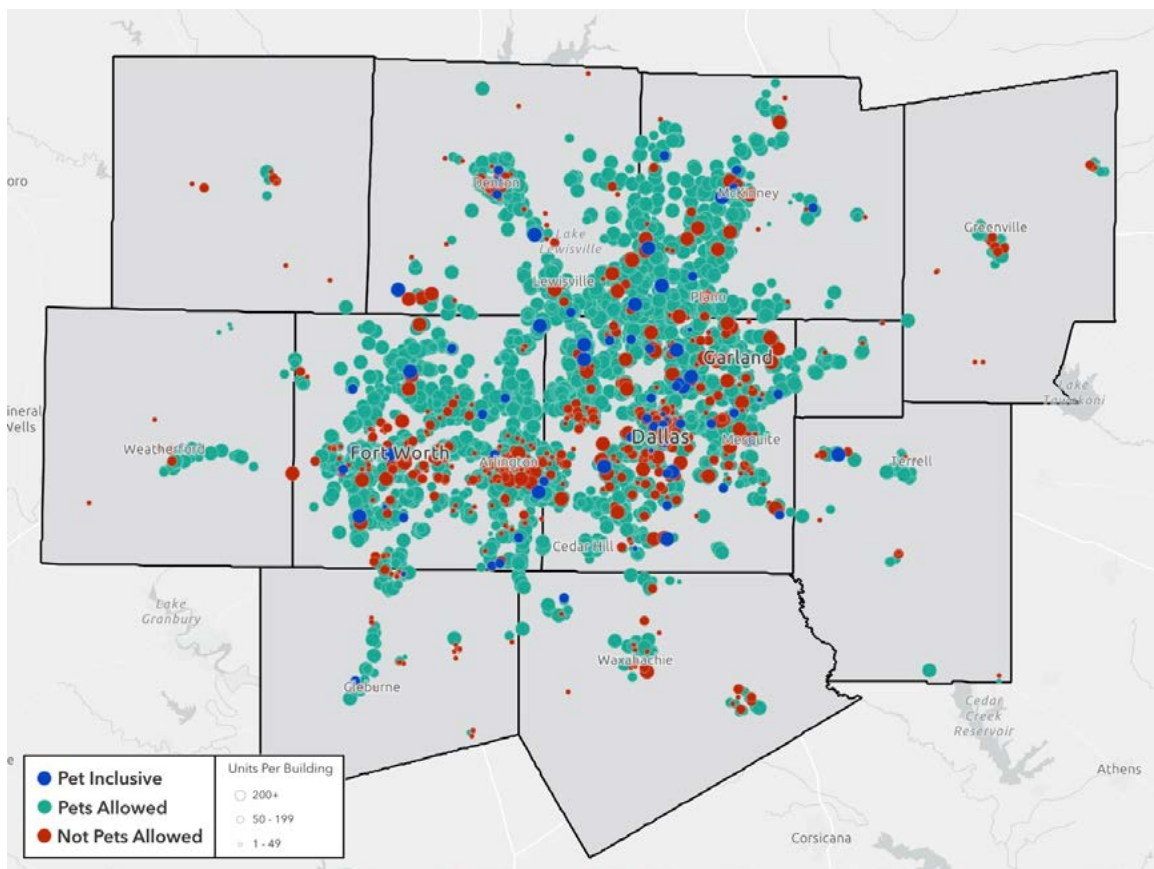 Denton
McKinney
Greenville
Lake
Lewisville
Lewisville
Plano
oro
Garland
Lake
Tawakoni
Wells
Weatherford
Fort Worth
Arlington
Dallas
Mesquite
Terrell
Cedar Hill
Lake
Granbury
Waxahachie
Cleburne
Cedar
Creek
Reservoir
Athens
Corsicana
Pet Inclusive
Pets Allowed
Not Pets Allowed
Units Per Building
200+
50 - 199
1 - 49